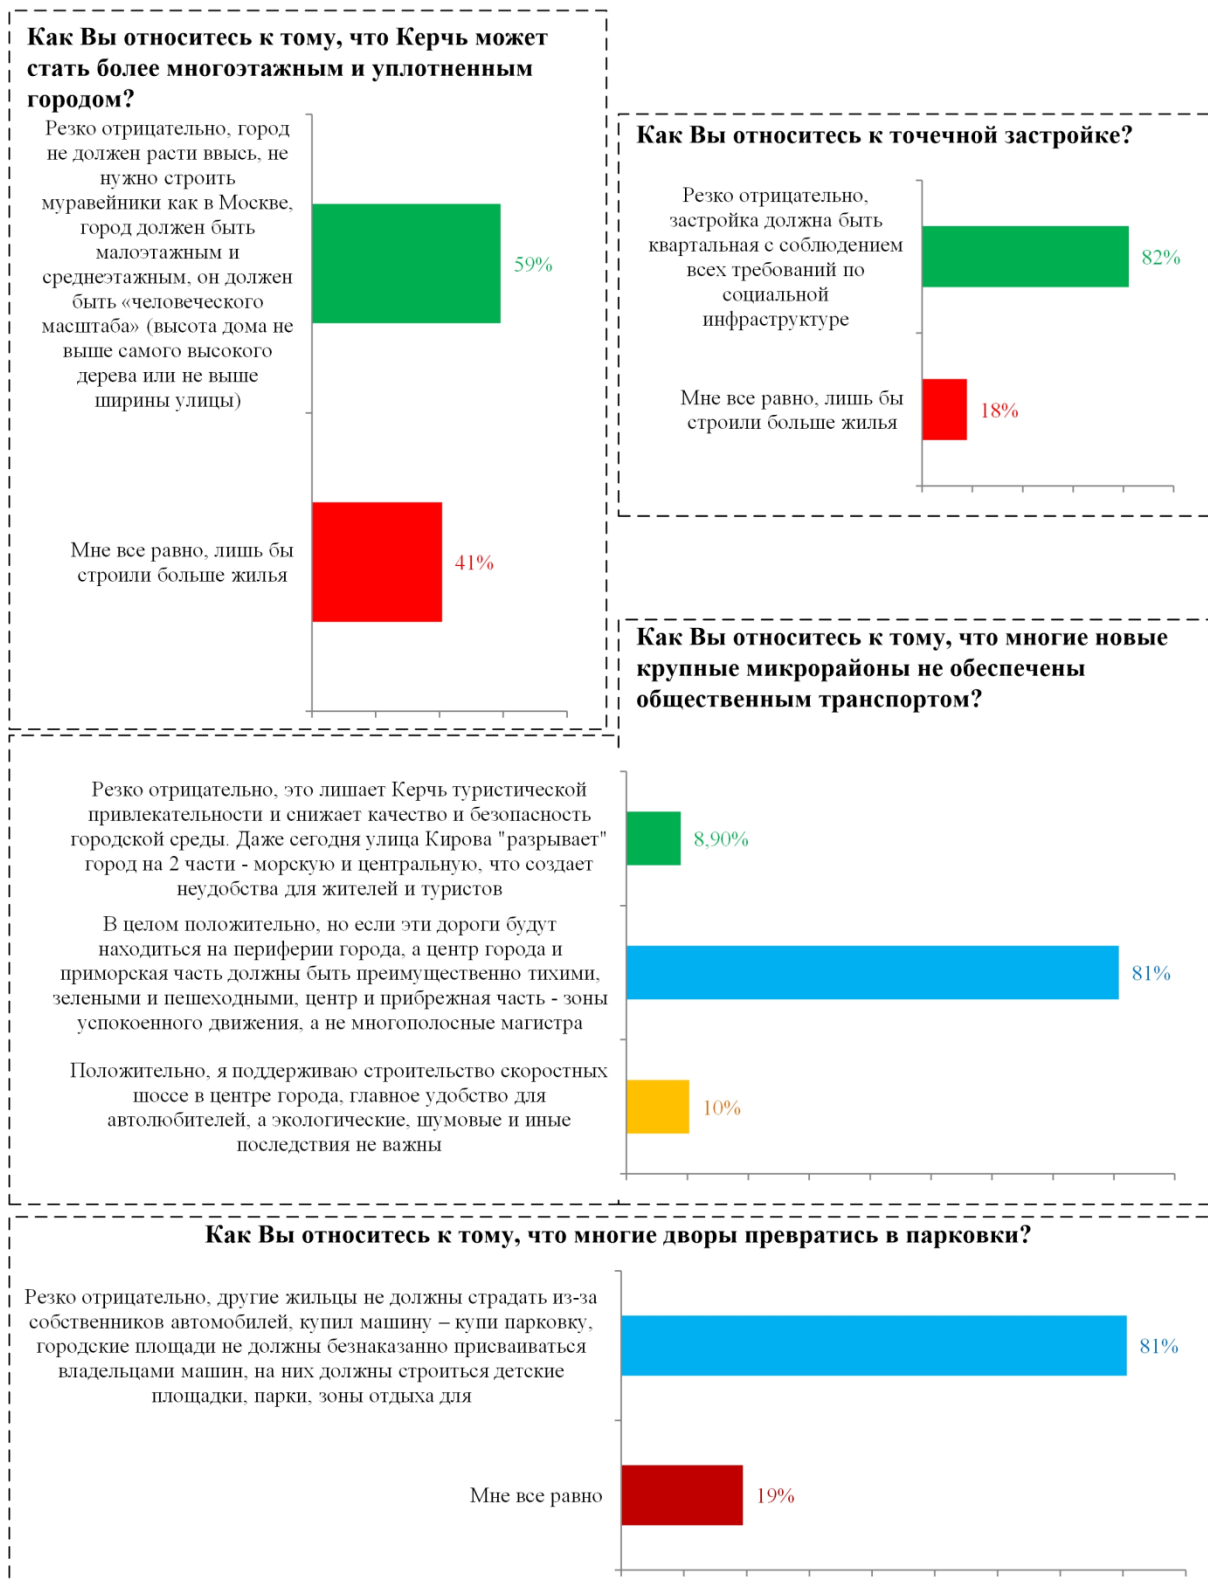 Как Вы относитесь к тому, что Керчь может
стать более многоэтажным и уплотненным
городом?
Резко отрицательно, город
не должен расти ввысь, не
нужно строить
муравейники как в Москве,
город должен быть
малоэтажным и
среднеэтажным, он должен
быть «человеческого
масштаба» (высота дома не
выше самого высокого
дерева или не выше
ширины улицы)
59%
Мне все равно, лишь бы
строили больше жилья
41%
Как Вы относитесь к точечной застройке?
Резко отрицательно,
застройка должна быть
квартальная с соблюдением
всех требований по
социальной
инфраструктуре
82%
Мне все равно, лишь бы
строили больше жилья
18%
Как Вы относитесь к тому, что многие новые
крупные микрорайоны не обеспечены
общественным транспортом?
Резко отрицательно, это лишает Керчь туристической
привлекательности и снижает качество и безопасность
городской среды. Даже сегодня улица Кирова "разрывает"
город на 2 части - морскую и центральную, что создает
неудобства для жителей и туристов
8,90%
В целом положительно, но если эти дороги будут
находиться на периферии города, а центр города и
приморская часть должны быть преимущественно тихими,
зелеными и пешеходными, центр и прибрежная часть - зоны
успокоенного движения, а не многополосные магистра
81%
Положительно, я поддерживаю строительство скоростных
шоссе в центре города, главное удобство для
автолюбителей, а экологические, шумовые и иные
последствия не важны
10%
Как Вы относитесь к тому, что многие дворы превратись в парковки?
Резко отрицательно, другие жильцы не должны страдать из-за
собственников автомобилей, купил машину – купи парковку,
городские площади не должны безнаказанно присваиваться
владельцами машин, на них должны строиться детские
площадки, парки, зоны отдыха для
81%
Мне все равно
19%